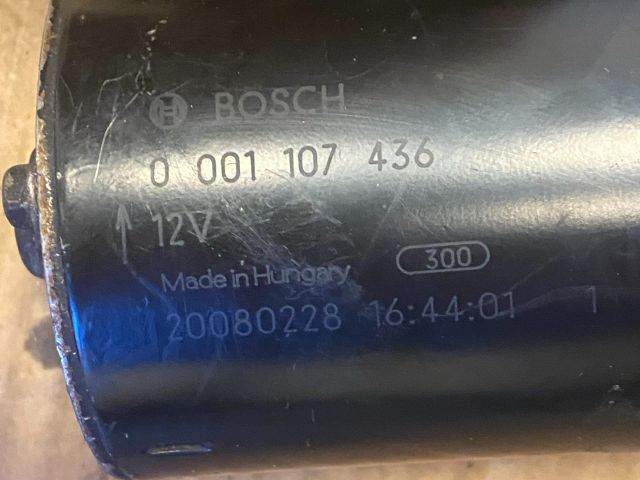 BOSCH
0 001 107 436
12V
Made in Hungary 300
20080228 16:44:01 1